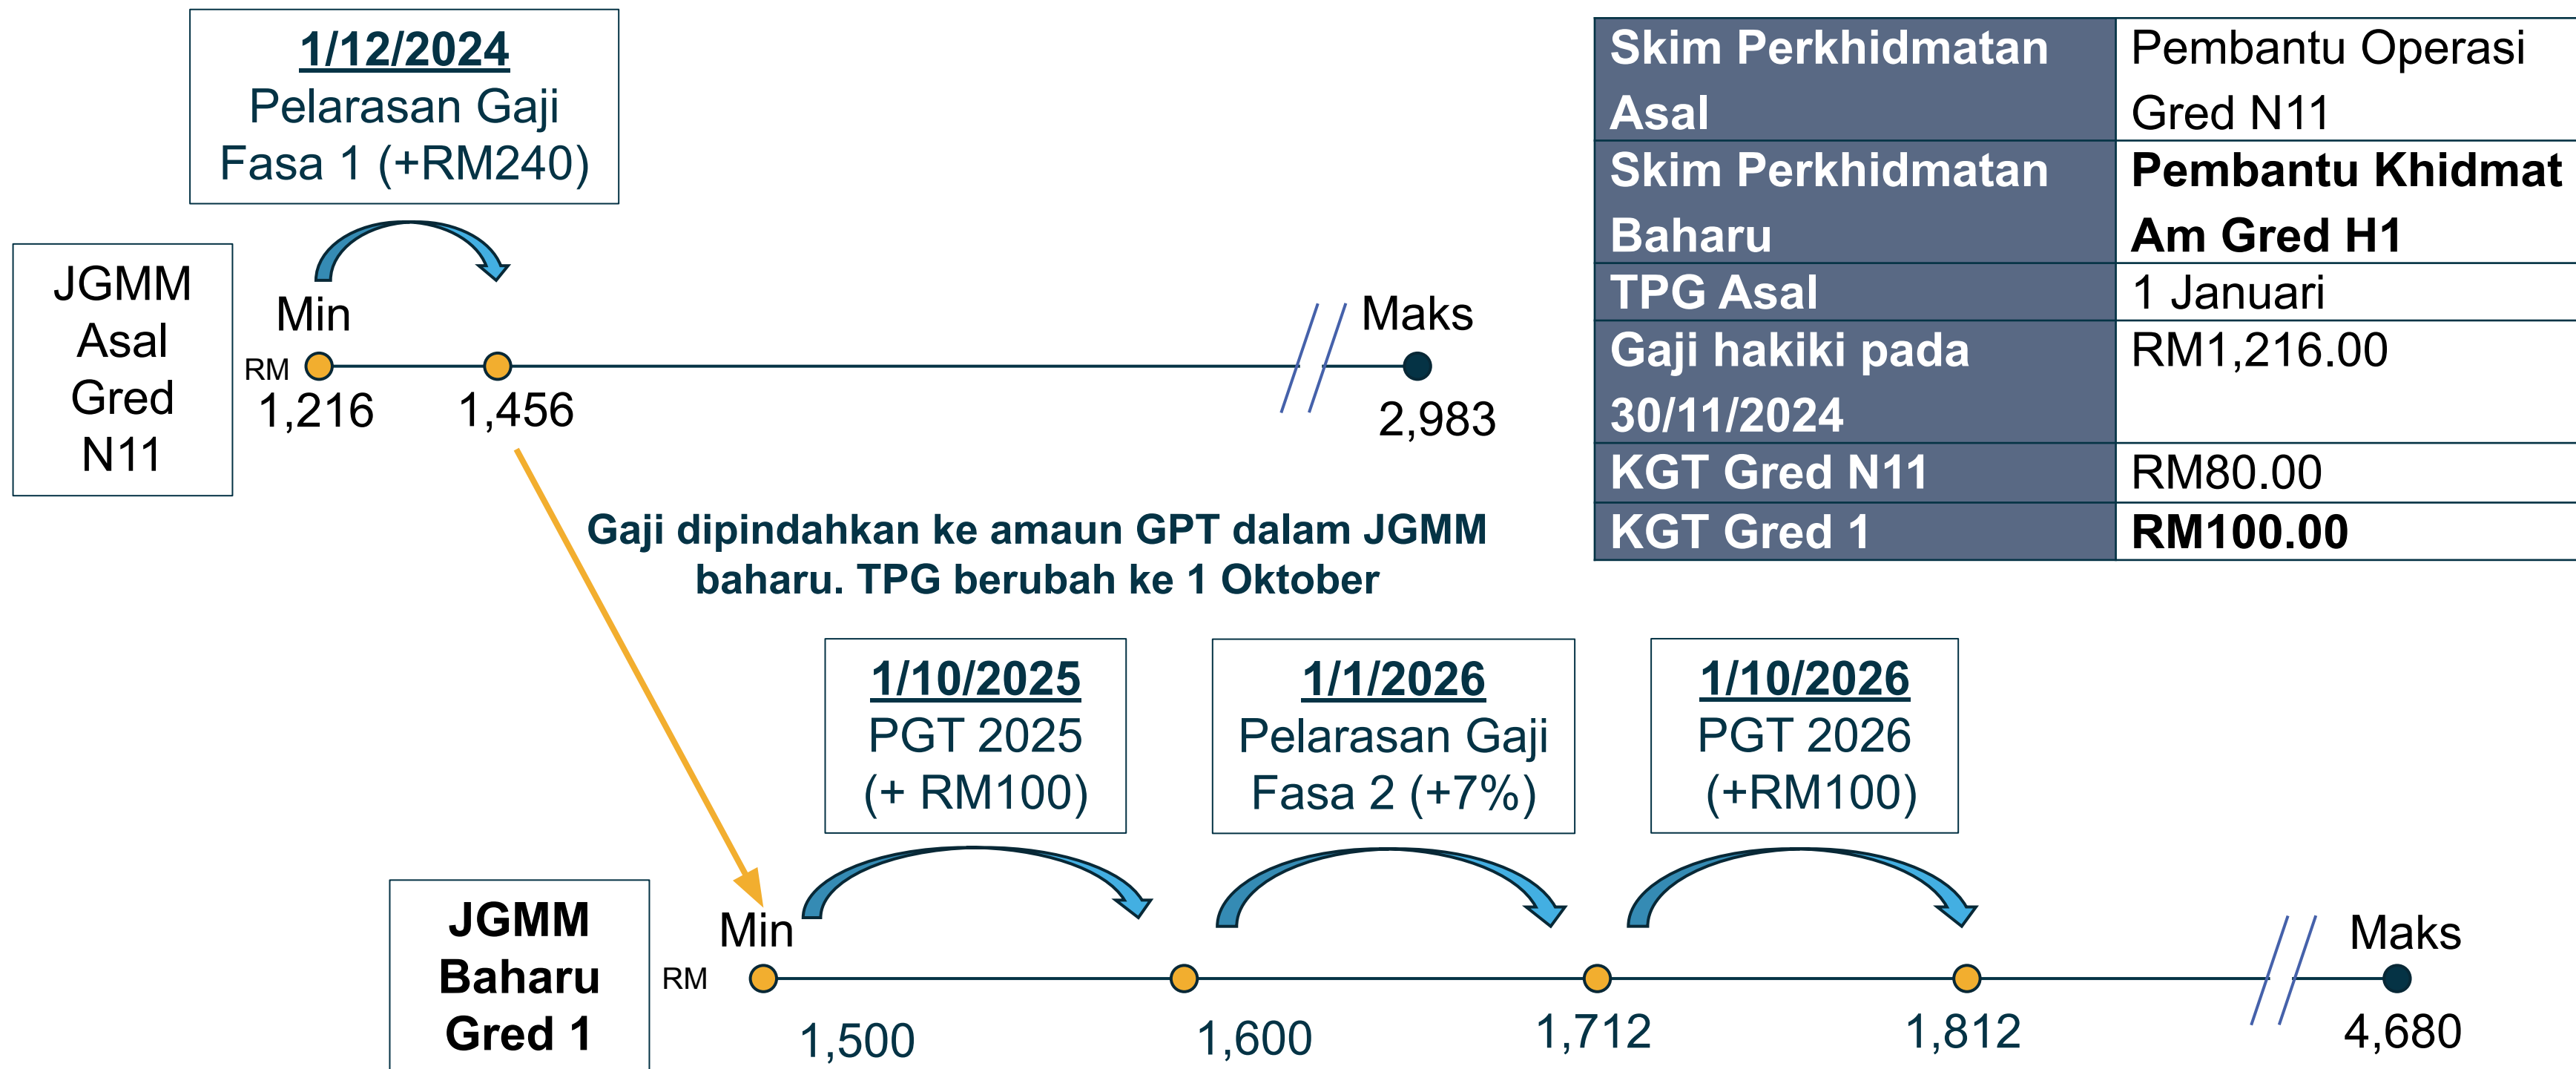 1/12/2024
Pelarasan Gaji
Fasa 1 (+RM240)
JGMM
Asal
Gred
N11
Min
Maks
RM
1,216
1,456
2,983
Skim Perkhidmatan
Asal
Pembantu Operasi
Gred N11
Skim Perkhidmatan
Baharu
Pembantu Khidmat
Am Gred H1
TPG Asal
1 Januari
Gaji hakiki pada
30/11/2024
RM1,216.00
KGT Gred N11
RM80.00
KGT Gred 1
RM100.00
Gaji dipindahkan ke amaun GPT dalam JGMM
baharu. TPG berubah ke 1 Oktober
1/10/2025
PGT 2025
(+ RM100)
1/1/2026
Pelarasan Gaji
Fasa 2 (+7%)
1/10/2026
PGT 2026
(+RM100)
JGMM
Baharu
Gred 1
Min
Maks
RM
1,500
1,600
1,712
1,812
4,680